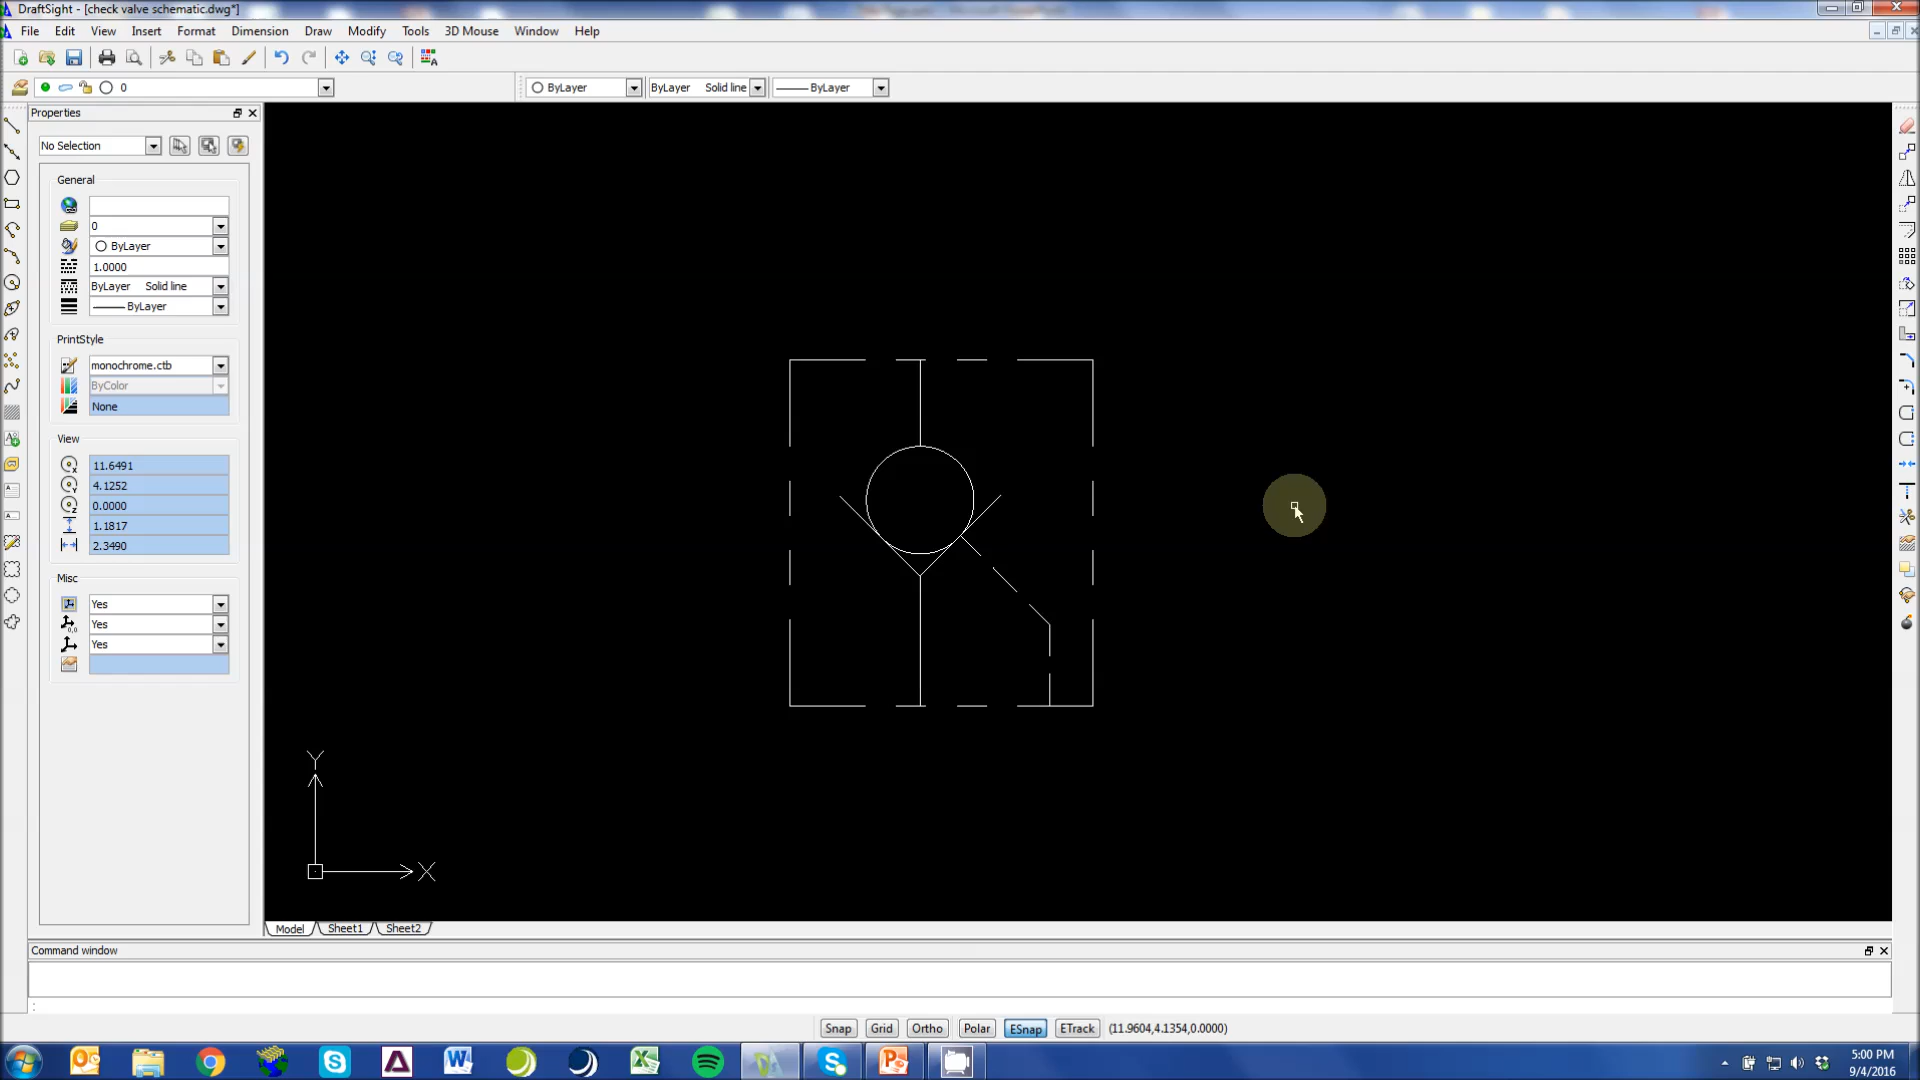 DraftSight - [check valve schematic.dwg*]
File Edit View Insert Format Dimension Draw Modify Tools 3D Mouse Window Help
0 ByLayer ByLayer Solid line ByLayer
Properties
No Selection
General
0
ByLayer
1.0000
ByLayer Solid line
ByLayer
PrintStyle
monochrome.ctb
ByColor
None
View
11.6491
4.1252
0.0000
1.1817
2.3490
Misc
Yes
Yes
Yes
Y
X
Model Sheet1 Sheet2
Command window
:
Snap Grid Ortho Polar ESnap ETrack (11.9604,4.1354,0.0000)
5:00 PM
9/4/2016